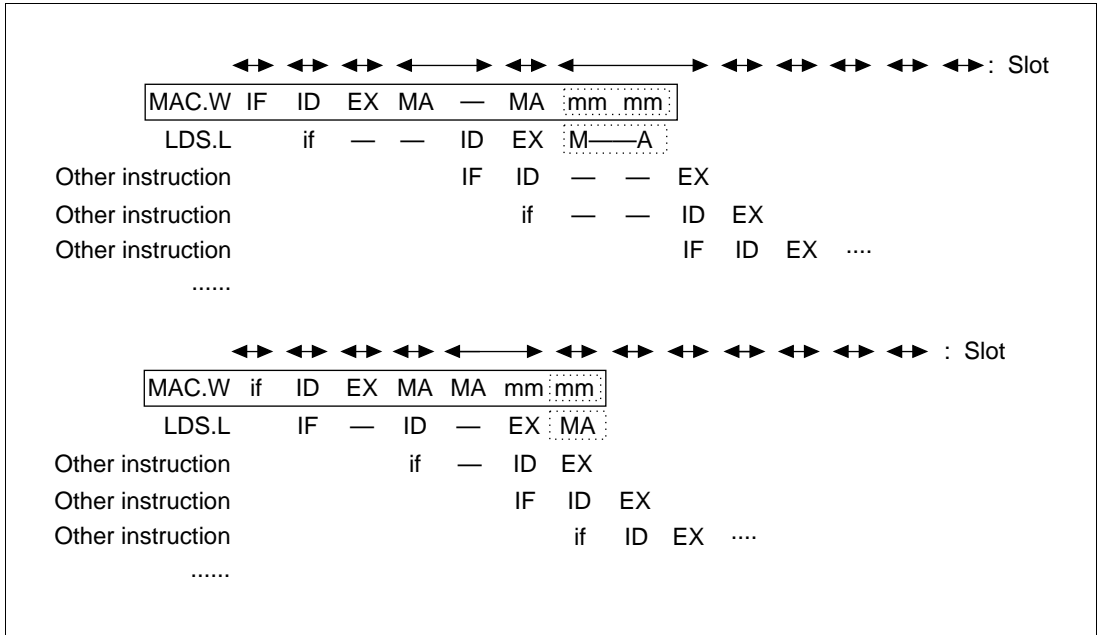 : Slot
MAC.W IF ID EX MA — MA mm mm
LDS.L if — — ID EX M——A
Other instruction IF ID — — EX
Other instruction if — — ID EX
Other instruction IF ID EX ....
......
: Slot
MAC.W if ID EX MA MA mm mm
LDS.L IF — ID — EX MA
Other instruction if — ID EX
Other instruction IF ID EX
Other instruction if ID EX ....
......